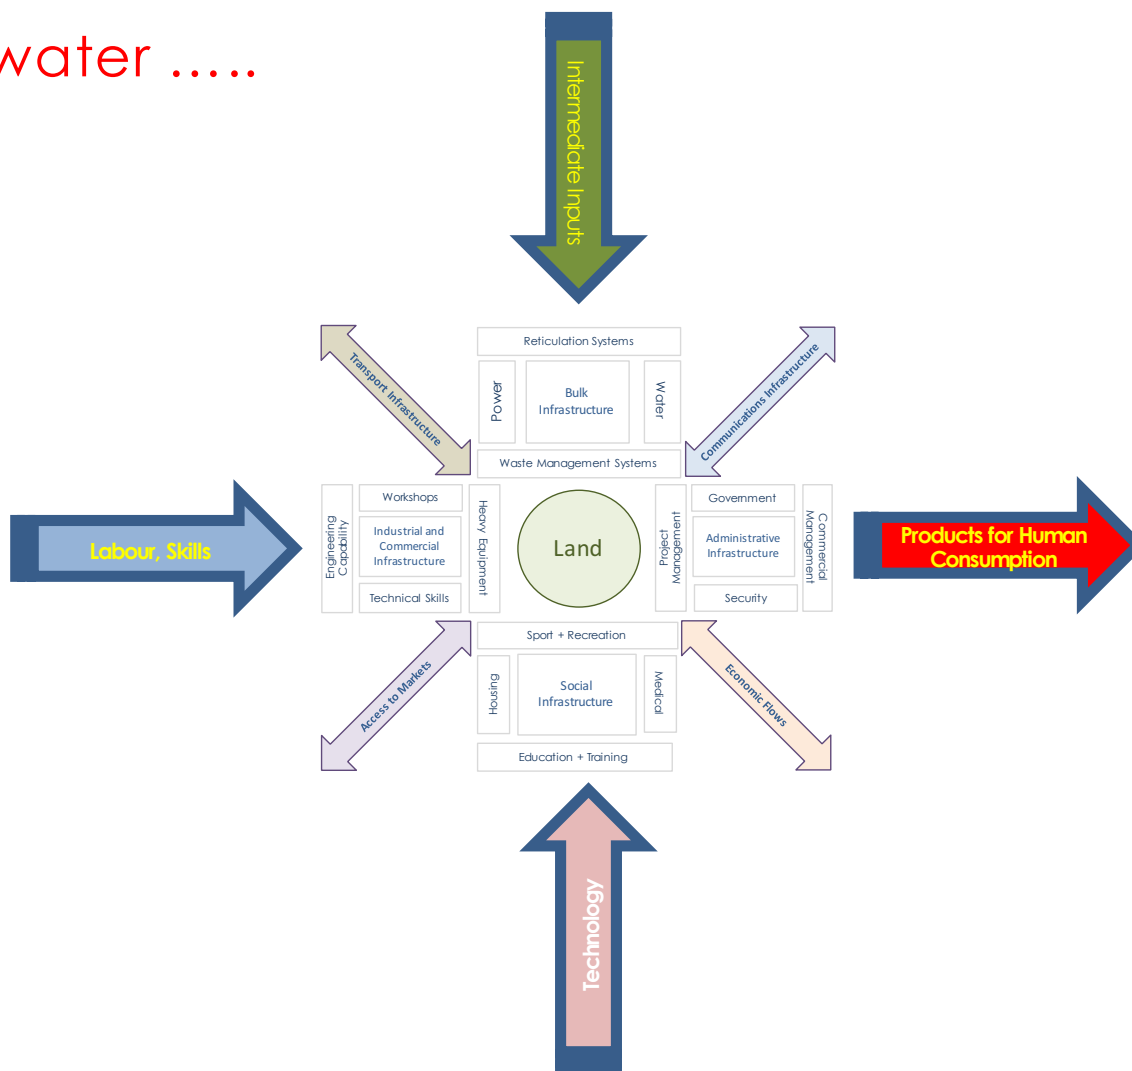 water .....
Intermediate Inputs
Transport Infrastructure
Communications Infrastructure
Reticulation Systems
Power
Bulk
Infrastructure
Water
Waste Management Systems
Labour, Skills
Engineering
Capability
Workshops
Industrial and
Commercial
Infrastructure
Technical Skills
Heavy Equipment
Land
Project
Management
Government
Administrative
Infrastructure
Security
Commercial
Management
Products for Human
Consumption
Access to Markets
Economic Flows
Sport + Recreation
Housing
Social
Infrastructure
Medical
Education + Training
Technology